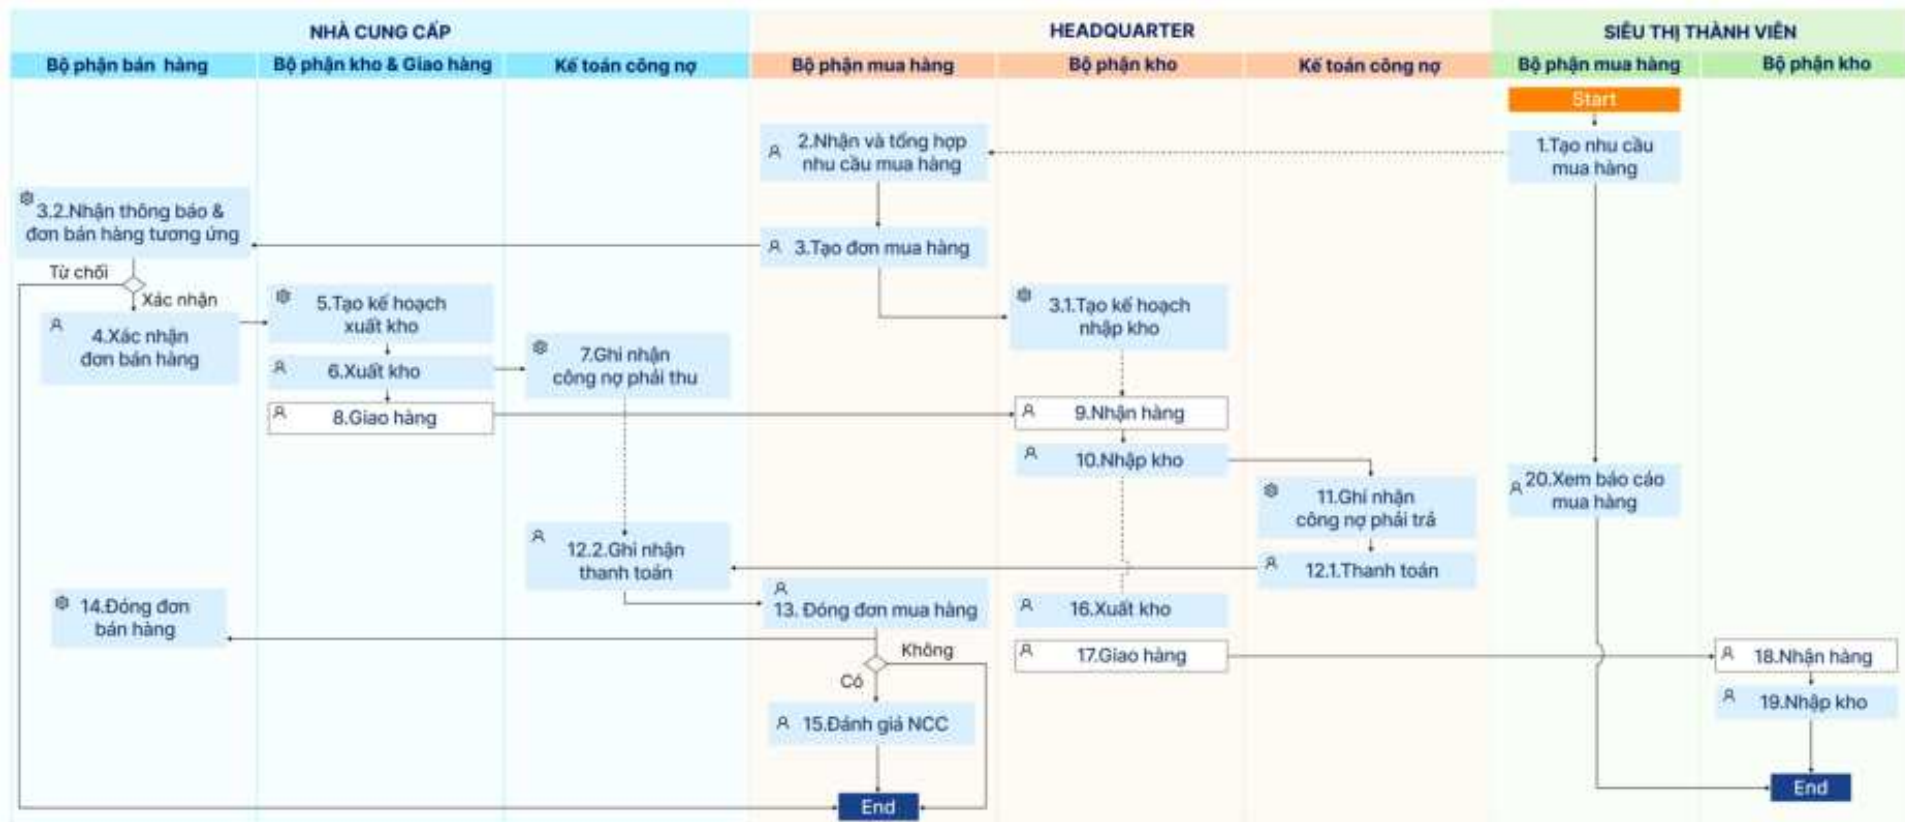 NHÀ CUNG CẤP
HEADQUARTER
SIÊU THỊ THÀNH VIÊN
Bộ phận bán hàng
Bộ phận kho & Giao hàng
Kế toán công nợ
Bộ phận mua hàng
Bộ phận kho
Kế toán công nợ
Bộ phận mua hàng
Bộ phận kho
Start
1.Tạo nhu cầu
mua hàng
2.Nhận và tổng hợp
nhu cầu mua hàng
3.2.Nhận thông báo &
đơn bán hàng tương ứng
3.Tạo đơn mua hàng
Từ chối
Xác nhận
4.Xác nhận
đơn bán hàng
5.Tạo kế hoạch
xuất kho
3.1.Tạo kế hoạch
nhập kho
6.Xuất kho
7.Ghi nhận
công nợ phải thu
8.Giao hàng
9.Nhận hàng
10.Nhập kho
11.Ghi nhận
công nợ phải trả
20.Xem báo cáo
mua hàng
12.2.Ghi nhận
thanh toán
12.1.Thanh toán
14.Đóng đơn
bán hàng
13. Đóng đơn mua hàng
16.Xuất kho
Không
Có
17.Giao hàng
18.Nhận hàng
19.Nhập kho
15.Đánh giá NCC
End
End